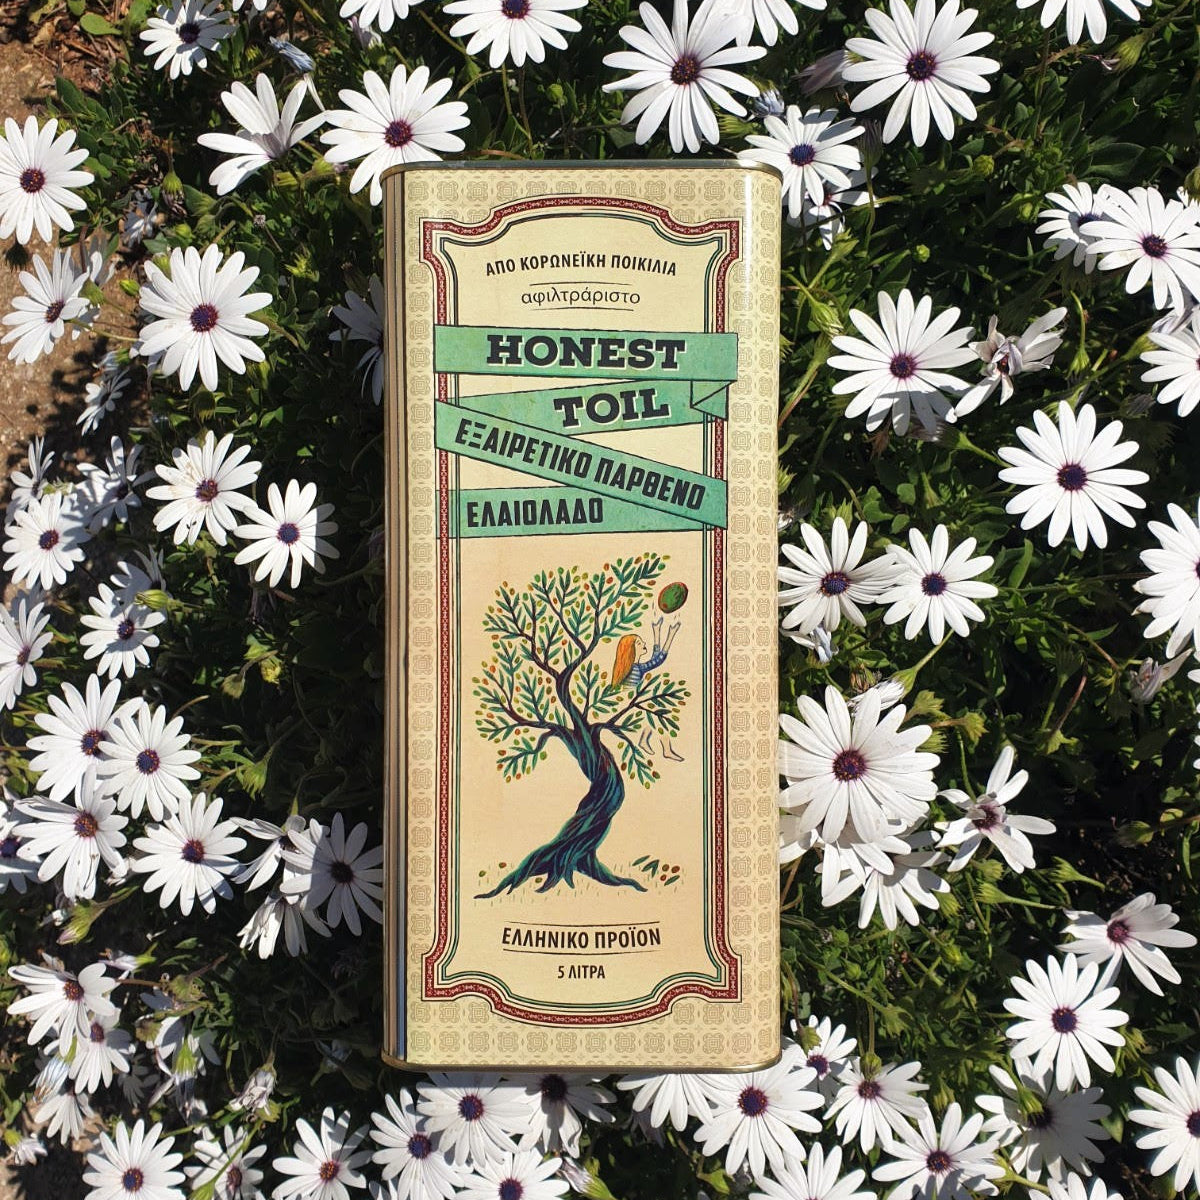 ΑΠΟ ΚΟΡΩΝΕΪΚΗ ΠΟΙΚΙΛΙΑ
αφιλτράριστο
HONEST
TOIL
ΕΞΑΙΡΕΤΙΚΟ ΠΑΡΘΕΝΟ
ΕΛΑΙΟΛΑΔΟ
ΕΛΛΗΝΙΚΟ ΠΡΟΪΟΝ
5 ΛΙΤΡΑ